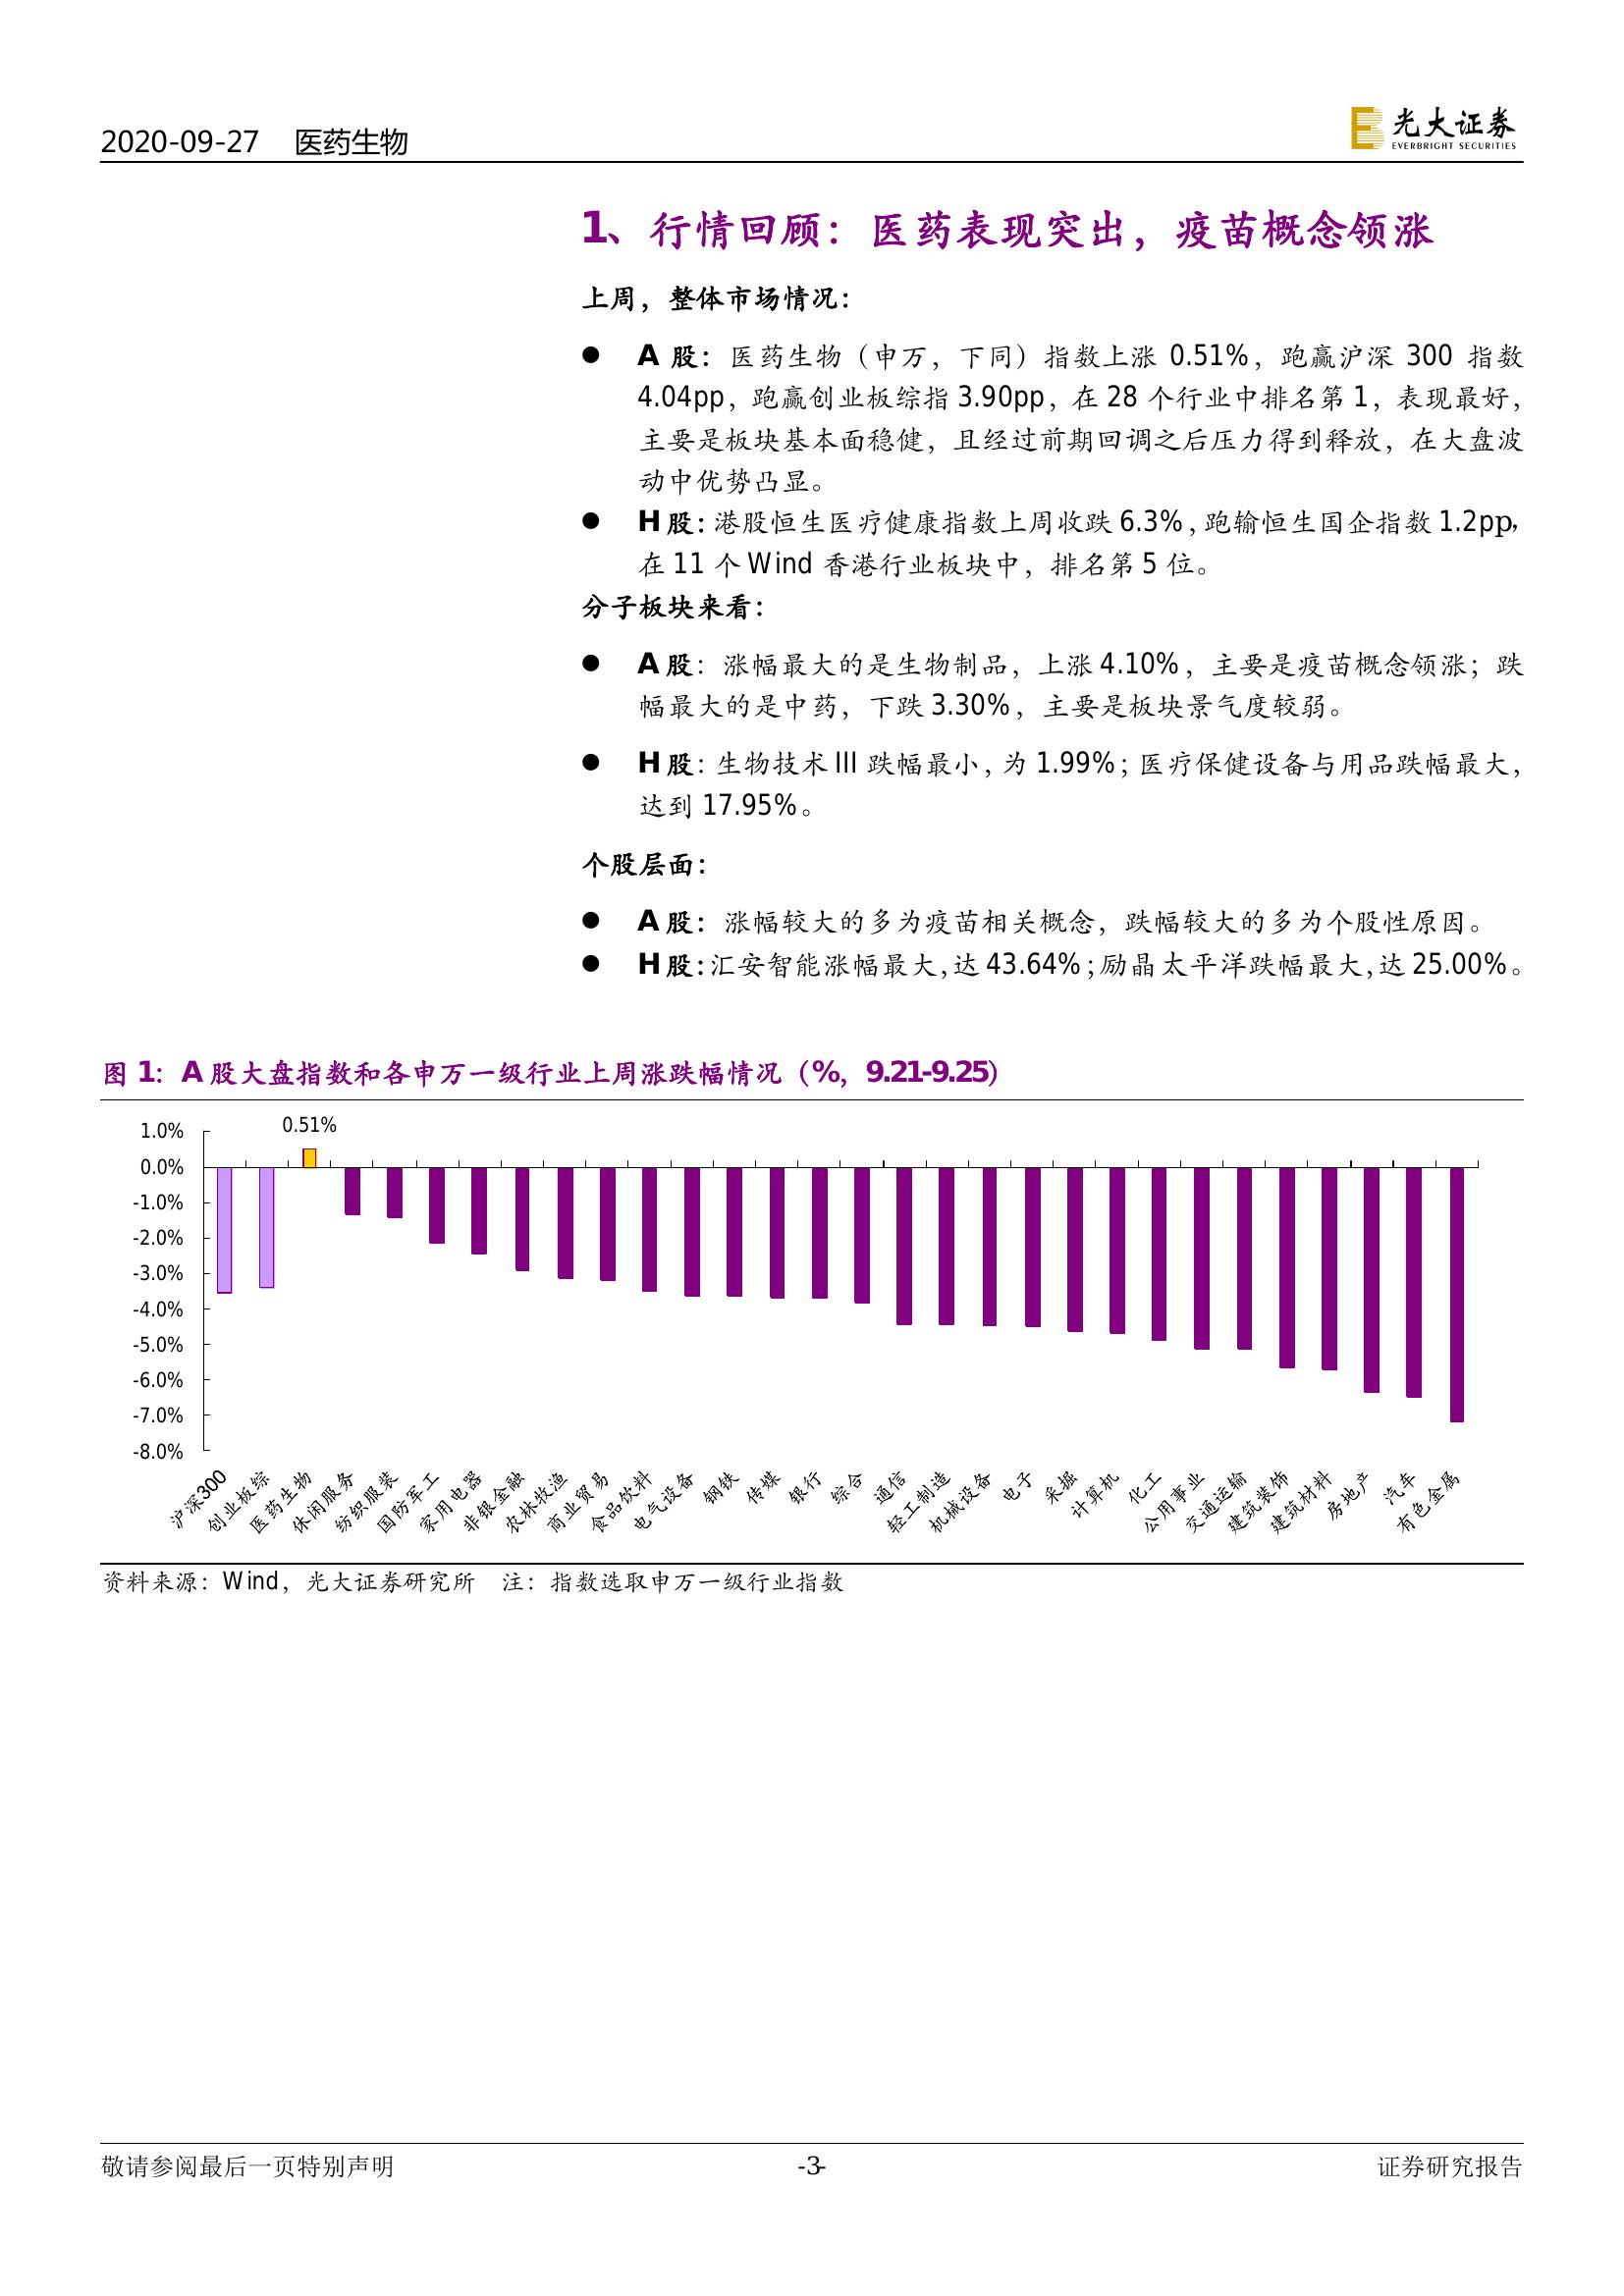 2020-09-27 医药生物
光大证券
EVERBRIGHT SECURITIES
1、行情回顾：医药表现突出，疫苗概念领涨
上周，整体市场情况：
● A 股：医药生物（申万，下同）指数上涨 0.51%，跑赢沪深 300 指数
4.04pp，跑赢创业板综指 3.90pp，在 28 个行业中排名第 1，表现最好，
主要是板块基本面稳健，且经过前期回调之后压力得到释放，在大盘波
动中优势凸显。
● H 股：港股恒生医疗健康指数上周收跌 6.3%，跑输恒生国企指数 1.2pp，
在 11 个 Wind 香港行业板块中，排名第 5 位。
分子板块来看：
● A 股：涨幅最大的是生物制品，上涨 4.10%，主要是疫苗概念领涨；跌
幅最大的是中药，下跌 3.30%，主要是板块景气度较弱。
● H 股：生物技术 III 跌幅最小，为 1.99%；医疗保健设备与用品跌幅最大，
达到 17.95%。
个股层面：
● A 股：涨幅较大的多为疫苗相关概念，跌幅较大的多为个股性原因。
● H 股：汇安智能涨幅最大，达 43.64%；励晶太平洋跌幅最大，达 25.00%。
图 1：A 股大盘指数和各申万一级行业上周涨跌幅情况（%，9.21-9.25）
0.51%
1.0%
0.0%
-1.0%
-2.0%
-3.0%
-4.0%
-5.0%
-6.0%
-7.0%
-8.0%
沪深300
创业板综
医药生物
休闲服务
纺织服装
国防军工
家用电器
非银金融
农林牧渔
商业贸易
食品饮料
电气设备
钢铁
传媒
银行
综合
通信
轻工制造
机械设备
电子
采掘
计算机
化工
公用事业
交通运输
建筑装饰
建筑材料
房地产
汽车
有色金属
资料来源：Wind，光大证券研究所 注：指数选取申万一级行业指数
敬请参阅最后一页特别声明
-3-
证券研究报告